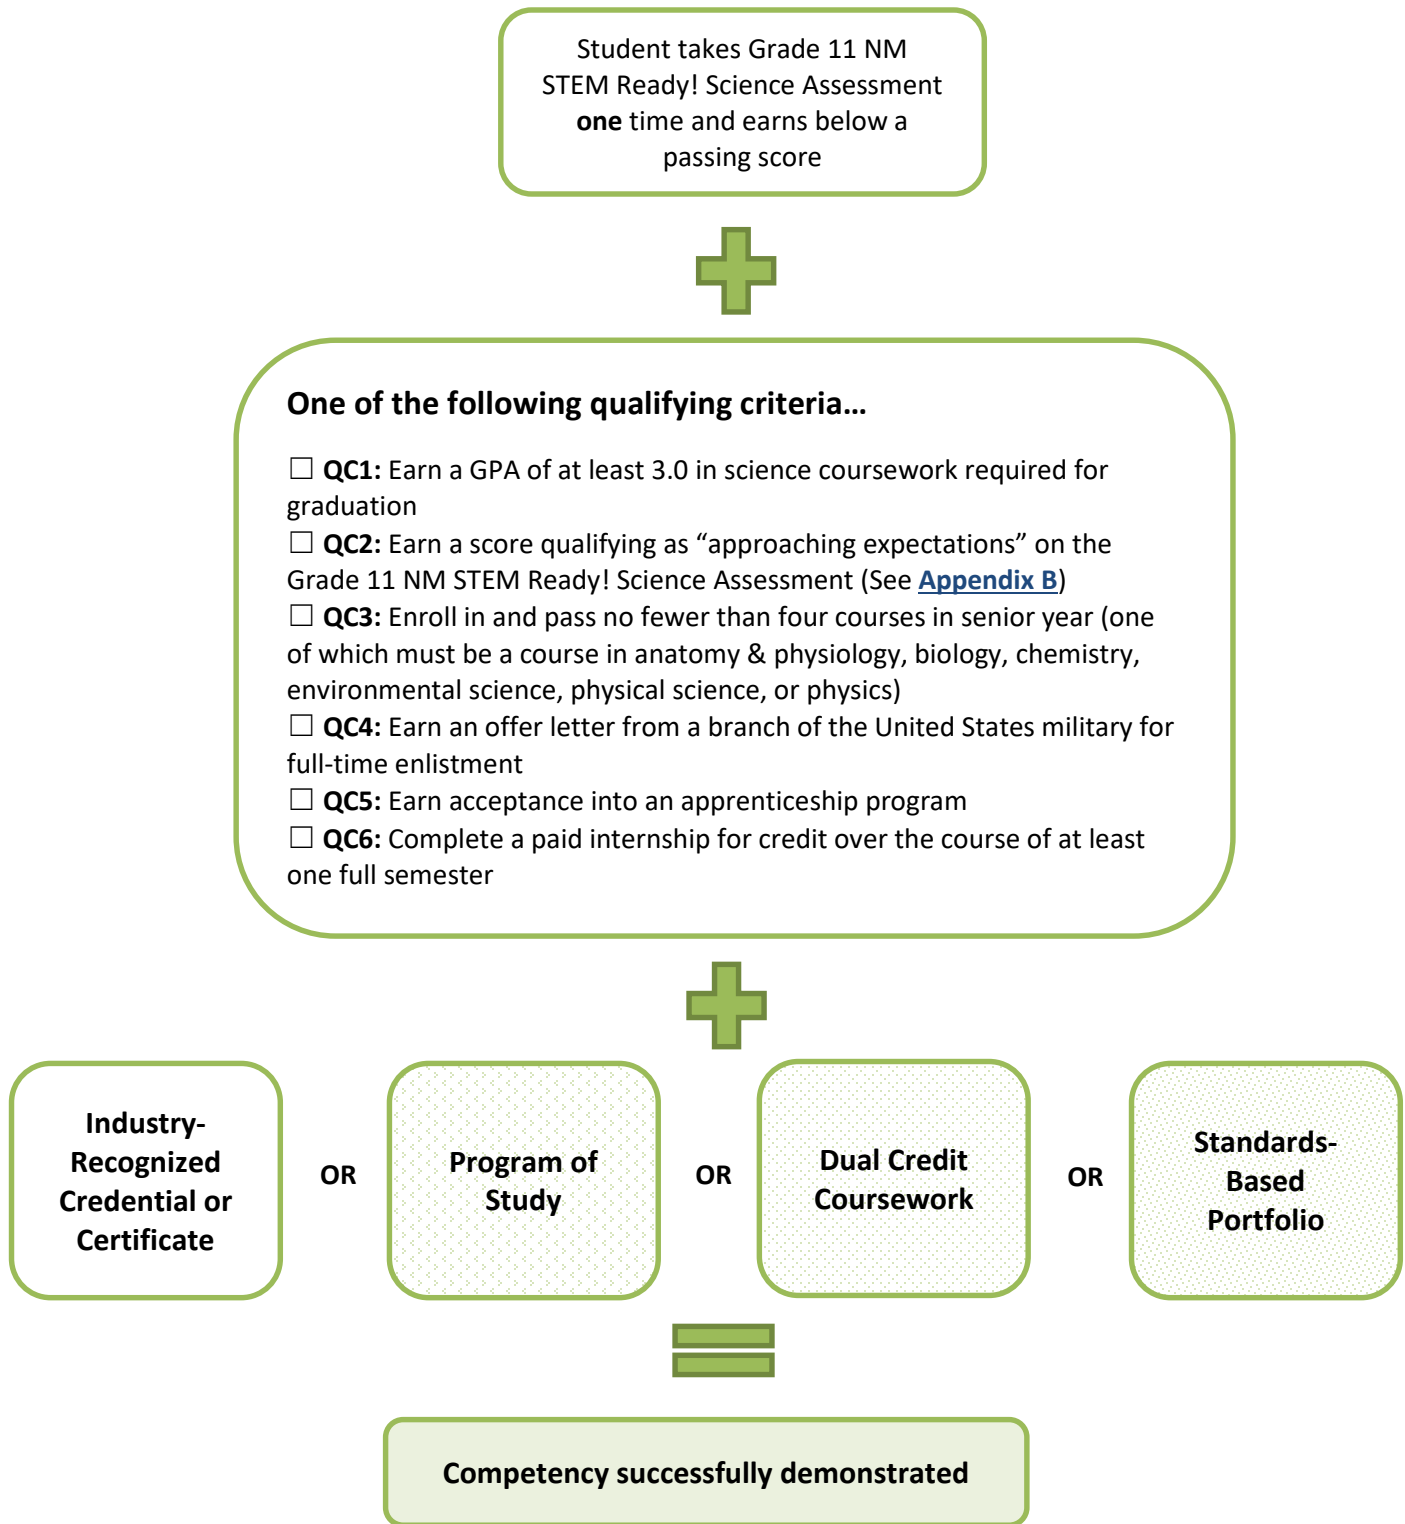 Student takes Grade 11 NM
STEM Ready! Science Assessment
one time and earns below a
passing score
One of the following qualifying criteria…
☐ QC1: Earn a GPA of at least 3.0 in science coursework required for
graduation
☐ QC2: Earn a score qualifying as “approaching expectations” on the
Grade 11 NM STEM Ready! Science Assessment (See Appendix B)
☐ QC3: Enroll in and pass no fewer than four courses in senior year (one
of which must be a course in anatomy & physiology, biology, chemistry,
environmental science, physical science, or physics)
☐ QC4: Earn an offer letter from a branch of the United States military for
full-time enlistment
☐ QC5: Earn acceptance into an apprenticeship program
☐ QC6: Complete a paid internship for credit over the course of at least
one full semester
Industry-
Recognized
Credential or
Certificate
OR
Program of
Study
OR
Dual Credit
Coursework
OR
Standards-
Based
Portfolio
Competency successfully demonstrated